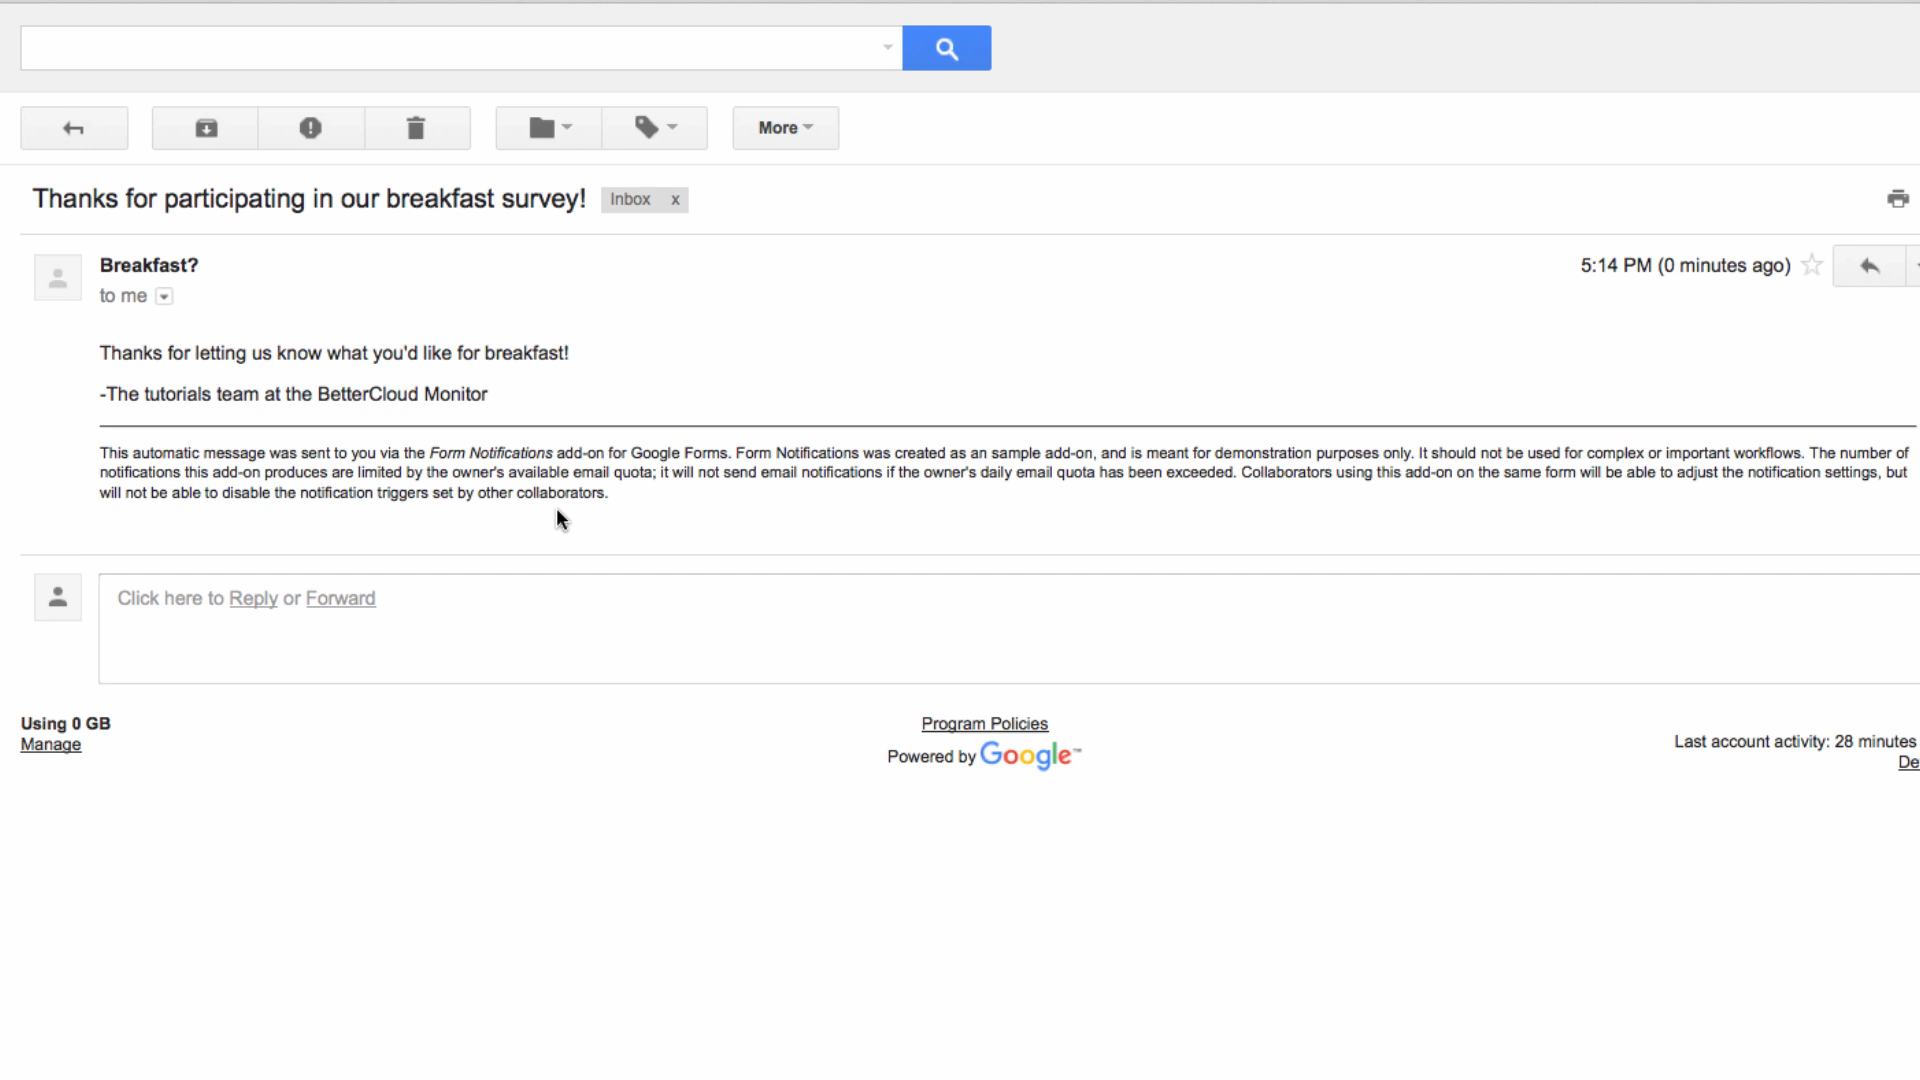 More
Thanks for participating in our breakfast survey! Inbox x
Breakfast? 5:14 PM (0 minutes ago)
to me
Thanks for letting us know what you'd like for breakfast!
-The tutorials team at the BetterCloud Monitor
This automatic message was sent to you via the Form Notifications add-on for Google Forms. Form Notifications was created as an sample add-on, and is meant for demonstration purposes only. It should not be used for complex or important workflows. The number of
notifications this add-on produces are limited by the owner's available email quota; it will not send email notifications if the owner's daily email quota has been exceeded. Collaborators using this add-on on the same form will be able to adjust the notification settings, but
will not be able to disable the notification triggers set by other collaborators.
Click here to Reply or Forward
Using 0 GB
Manage
Program Policies
Powered by Google™
Last account activity: 28 minutes
De